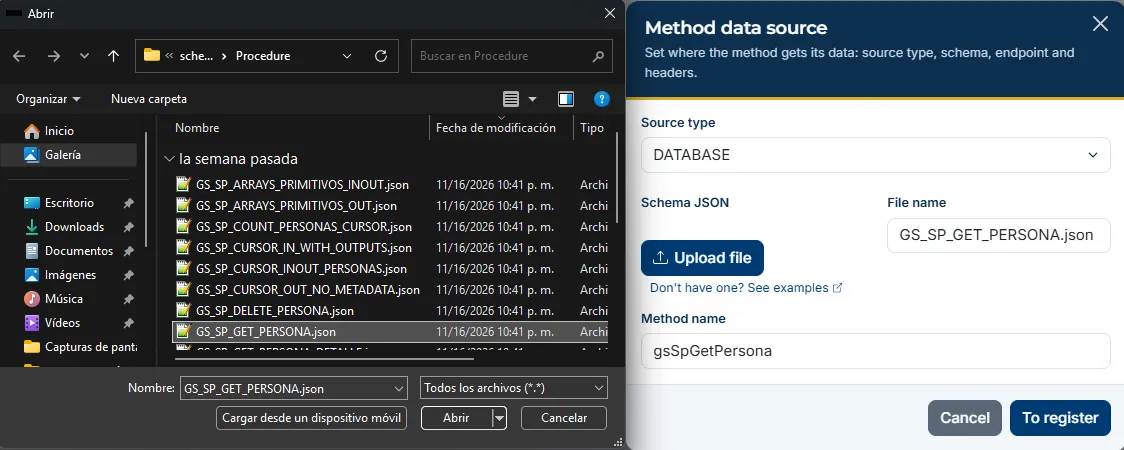 Abrir
sche... > Procedure
Buscar en Procedure
Organizar
Nueva carpeta
Inicio
Galería
Escritorio
Downloads
Documentos
Imágenes
Música
Vídeos
Capturas de panta
Nombre
Fecha de modificación
Tipo
la semana pasada
GS_SP_ARRAYS_PRIMITIVOS_INOUT.json 11/16/2026 10:41 p. m. Archi
GS_SP_ARRAYS_PRIMITIVOS_OUT.json 11/16/2026 10:41 p. m. Archi
GS_SP_COUNT_PERSONAS_CURSOR.json 11/16/2026 10:41 p. m. Archi
GS_SP_CURSOR_IN_WITH_OUTPUTS.json 11/16/2026 10:41 p. m. Archi
GS_SP_CURSOR_INOUT_PERSONAS.json 11/16/2026 10:41 p. m. Archi
GS_SP_CURSOR_OUT_NO_METADATA.json 11/16/2026 10:41 p. m. Archi
GS_SP_DELETE_PERSONA.json 11/16/2026 10:41 p. m. Archi
GS_SP_GET_PERSONA.json 11/16/2026 10:41 p. m. Archi
Nombre: GS_SP_GET_PERSONA.json
Todos los archivos (*.*)
Cargar desde un dispositivo móvil
Abrir
Cancelar
Method data source
Set where the method gets its data: source type, schema, endpoint and
headers.
Source type
DATABASE
Schema JSON
File name
GS_SP_GET_PERSONA.json
Upload file
Don't have one? See examples
Method name
gsSpGetPersona
Cancel
To register